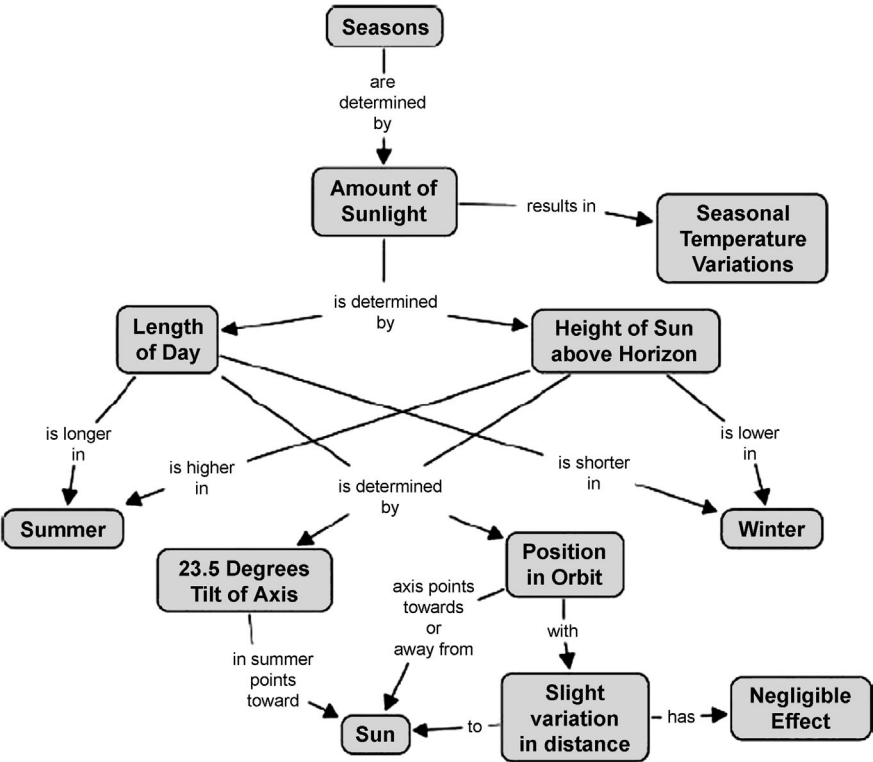 Seasons
are
determined
by
Amount of
Sunlight
results in
Seasonal
Temperature
Variations
is determined
by
Length
of Day
Height of Sun
above Horizon
is longer
in
is higher
in
is determined
by
is shorter
in
is lower
in
Summer
Winter
23.5 Degrees
Tilt of Axis
Position
in Orbit
axis points
towards
or
away from
with
in summer
points
toward
Sun
to
Slight
variation
in distance
has
Negligible
Effect